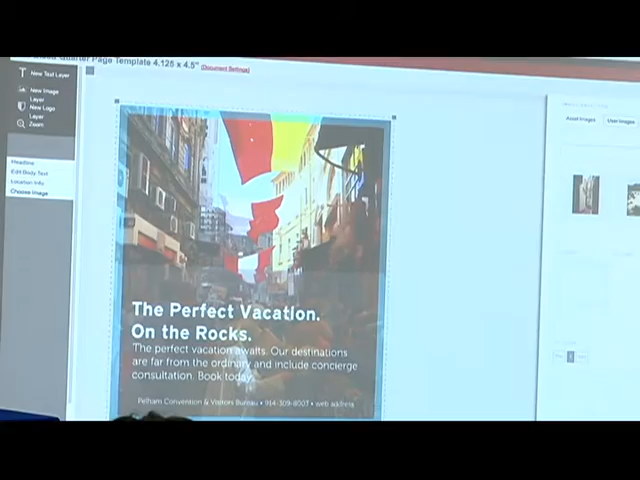 Quarter Page Template 4.125 x 4.5" (Document Settings)
New Text Layer
New Image
Layer
New Logo
Layer
Zoom
Headline
Edit Body Text
Location Info
Choose Image
Asset Images
User Images
The Perfect Vacation.
On the Rocks.
The perfect vacation awaits. Our destinations
are far from the ordinary and include concierge
consultation. Book today.
Pelham Convention & Visitors Bureau • 914-309-8007 • web address